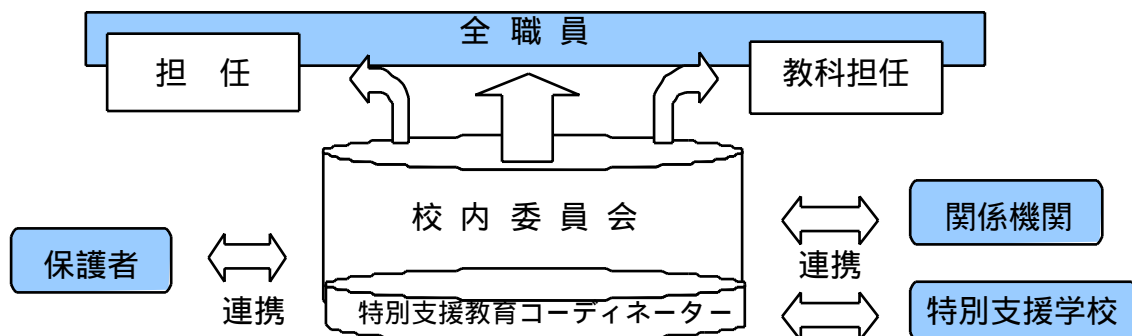 全 職 員
担　任
教科担任
校 内 委 員 会
関係機関
保護者
連携
連携
特別支援教育コーディネーター
特別支援学校